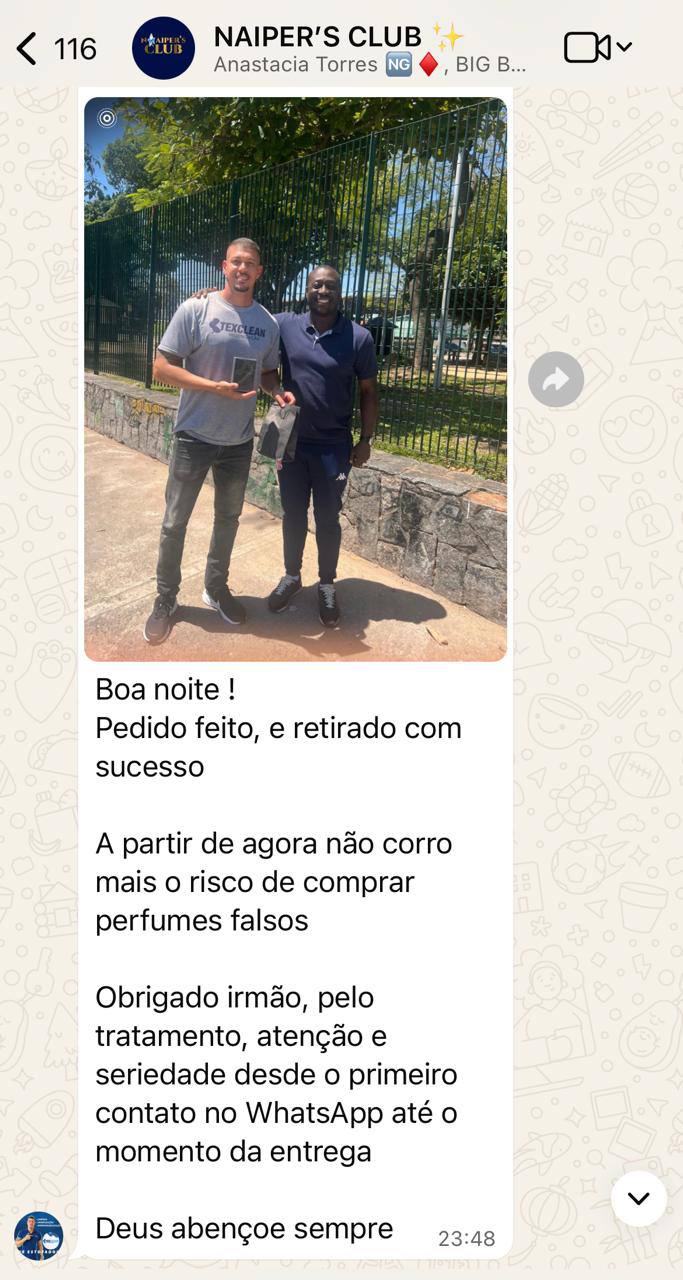 116
NAIPER'S CLUB ✨
Anastacia Torres 🆖♦️, BIG B...
NAIPER'S
CLUB
TEXCLEAN
Boa noite !
Pedido feito, e retirado com
sucesso
A partir de agora não corro
mais o risco de comprar
perfumes falsos
Obrigado irmão, pelo
tratamento, atenção e
seriedade desde o primeiro
contato no WhatsApp até o
momento da entrega
Deus abençoe sempre
23:48